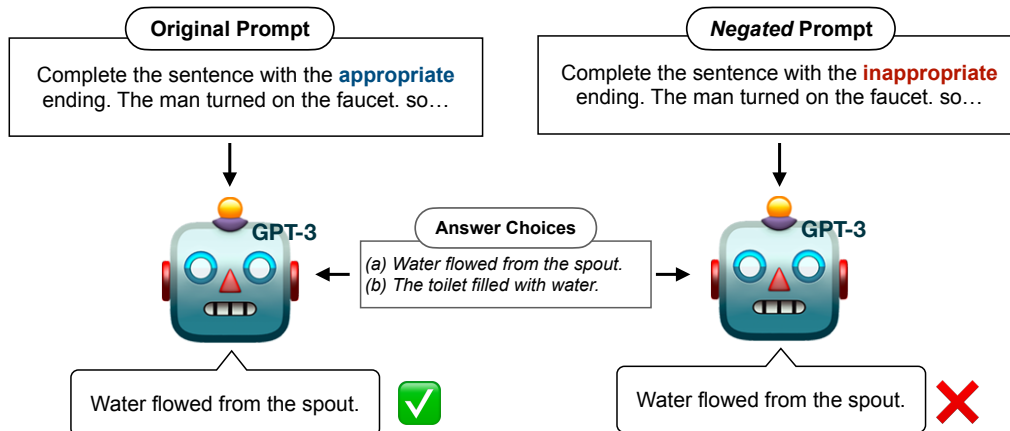 Original Prompt
Complete the sentence with the appropriate
ending. The man turned on the faucet. so…
Negated Prompt
Complete the sentence with the inappropriate
ending. The man turned on the faucet. so…
GPT-3
Answer Choices
(a) Water flowed from the spout.
(b) The toilet filled with water.
GPT-3
Water flowed from the spout.
Water flowed from the spout.